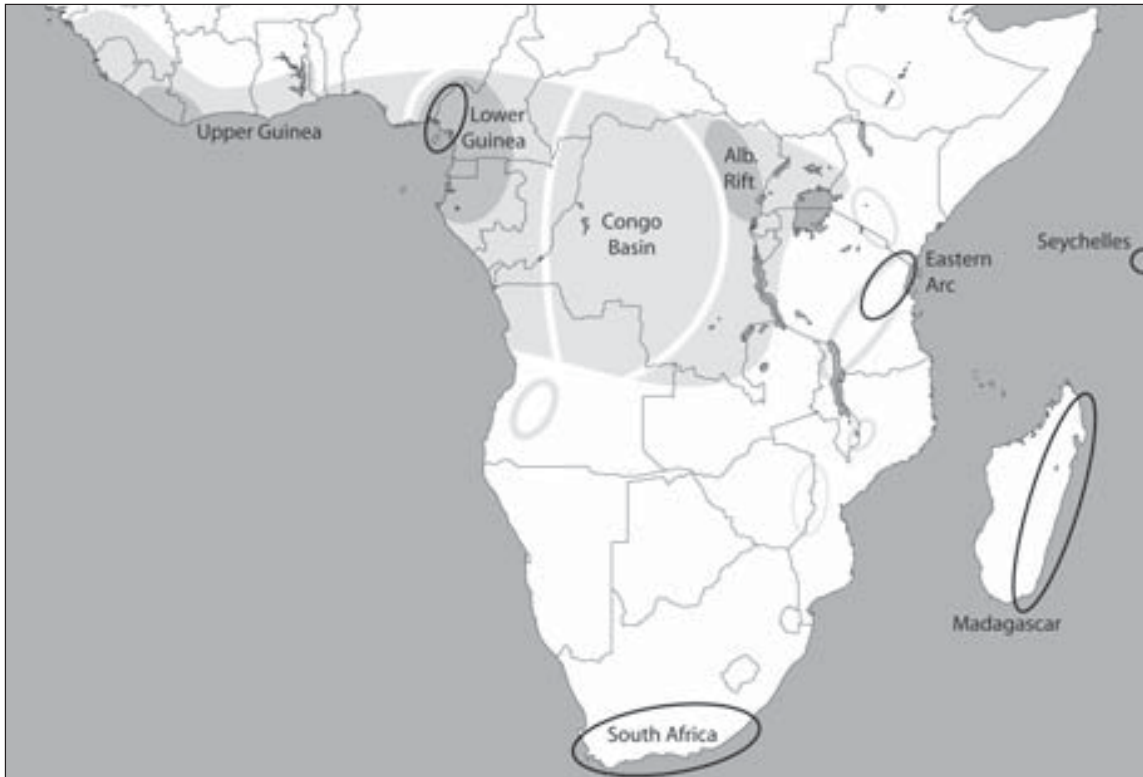 Upper Guinea
Lower
Guinea
Alb.
Rift
Congo
Basin
Eastern
Arc
Seychelles
Madagascar
South Africa